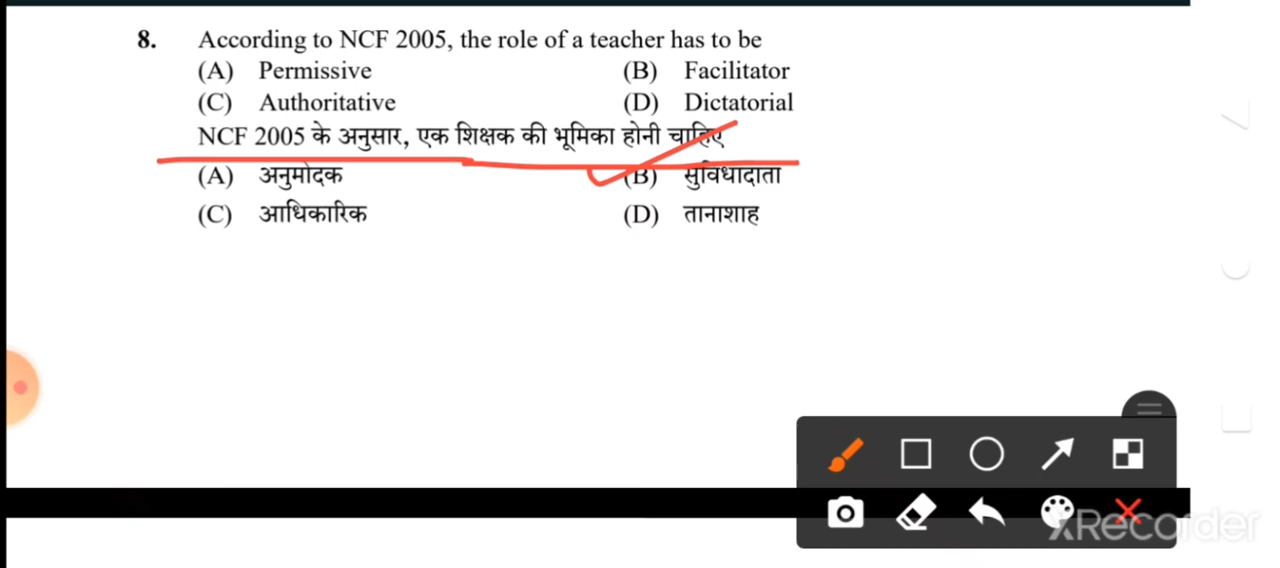 8. According to NCF 2005, the role of a teacher has to be
(A) Permissive (B) Facilitator
(C) Authoritative (D) Dictatorial
NCF 2005 के अनुसार, एक शिक्षक की भूमिका होनी चाहिए
(A) अनुमोदक (B) सुविधादाता
(C) आधिकारिक (D) तानाशाह
XRecorder